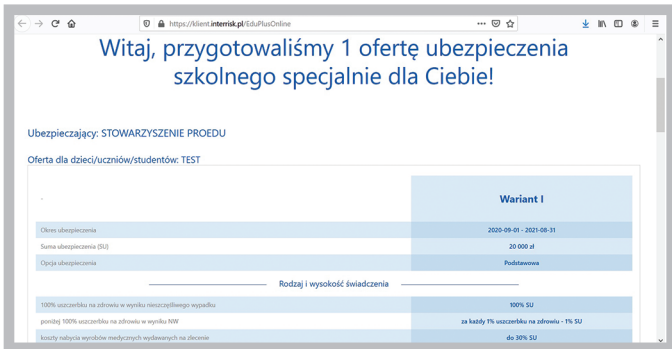 https://klient.interrisk.pl/EduPlusOnline
Witaj, przygotowaliśmy 1 ofertę ubezpieczenia
szkolnego specjalnie dla Ciebie!
Ubezpieczający: STOWARZYSZENIE PROEDU
Oferta dla dzieci/uczniów/studentów: TEST
- Wariant I
Okres ubezpieczenia 2020-09-01 - 2021-08-31
Suma ubezpieczenia (SU) 20 000 zł
Opcja ubezpieczenia Podstawowa
Rodzaj i wysokość świadczenia
100% uszczerbku na zdrowiu w wyniku nieszczęśliwego wypadku 100% SU
poniżej 100% uszczerbku na zdrowiu w wyniku NW za każdy 1% uszczerbku na zdrowiu - 1% SU
koszty nabycia wyrobów medycznych wydawanych na zlecenie do 30% SU